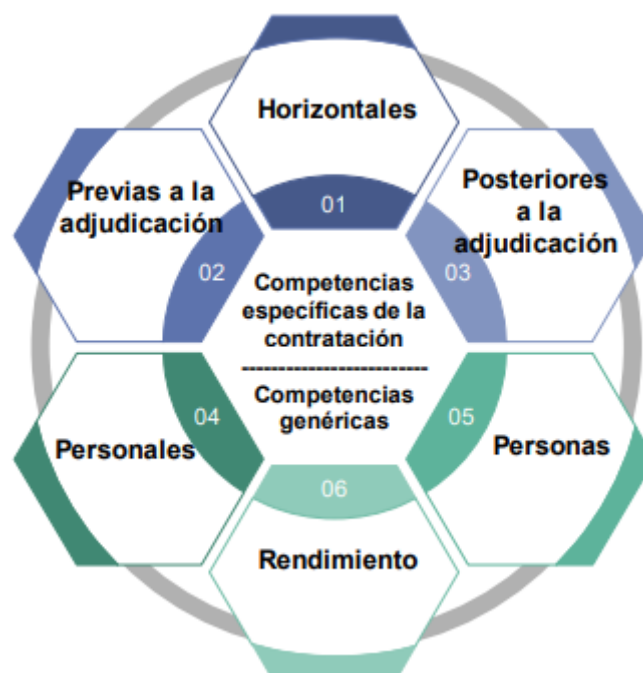 Horizontales
01
Previas a la
adjudicación
02
Posteriores
a la
adjudicación
03
Competencias
específicas de la
contratación
--------------------------
Competencias
genéricas
04
Personales
05
Personas
06
Rendimiento